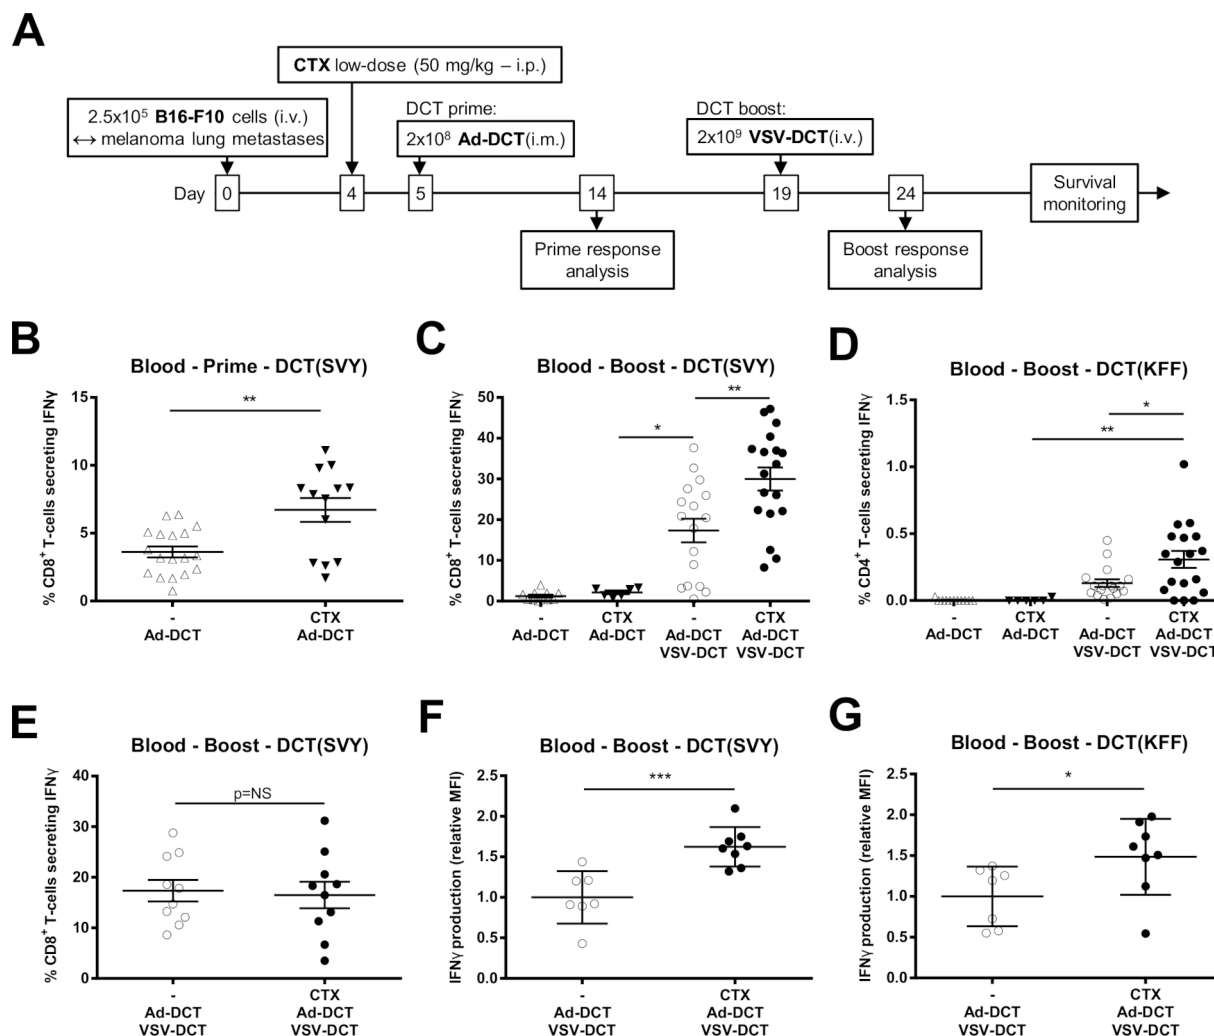 A
CTX low-dose (50 mg/kg – i.p.)
2.5x10⁵ B16-F10 cells (i.v.)
↔ melanoma lung metastases
DCT prime:
2x10⁸ Ad-DCT(i.m.)
DCT boost:
2x10⁹ VSV-DCT(i.v.)
Day 0 4 5 14 19 24
Survival
monitoring
Prime response
analysis
Boost response
analysis
B
Blood - Prime - DCT(SVY)
% CD8⁺ T-cells secreting IFNγ
15
10
5
0
**
-
Ad-DCT
CTX
Ad-DCT
C
Blood - Boost - DCT(SVY)
% CD8⁺ T-cells secreting IFNγ
50
40
30
20
10
0
*
**
-
Ad-DCT
CTX
Ad-DCT
-
Ad-DCT
VSV-DCT
CTX
Ad-DCT
VSV-DCT
D
Blood - Boost - DCT(KFF)
% CD4⁺ T-cells secreting IFNγ
1.5
1.0
0.5
0.0
*
**
-
Ad-DCT
CTX
Ad-DCT
-
Ad-DCT
VSV-DCT
CTX
Ad-DCT
VSV-DCT
E
Blood - Boost - DCT(SVY)
% CD8⁺ T-cells secreting IFNγ
40
30
20
10
0
p=NS
-
Ad-DCT
VSV-DCT
CTX
Ad-DCT
VSV-DCT
F
Blood - Boost - DCT(SVY)
IFNγ production (relative MFI)
2.5
2.0
1.5
1.0
0.5
0.0
***
-
Ad-DCT
VSV-DCT
CTX
Ad-DCT
VSV-DCT
G
Blood - Boost - DCT(KFF)
IFNγ production (relative MFI)
2.5
2.0
1.5
1.0
0.5
0.0
*
-
Ad-DCT
VSV-DCT
CTX
Ad-DCT
VSV-DCT